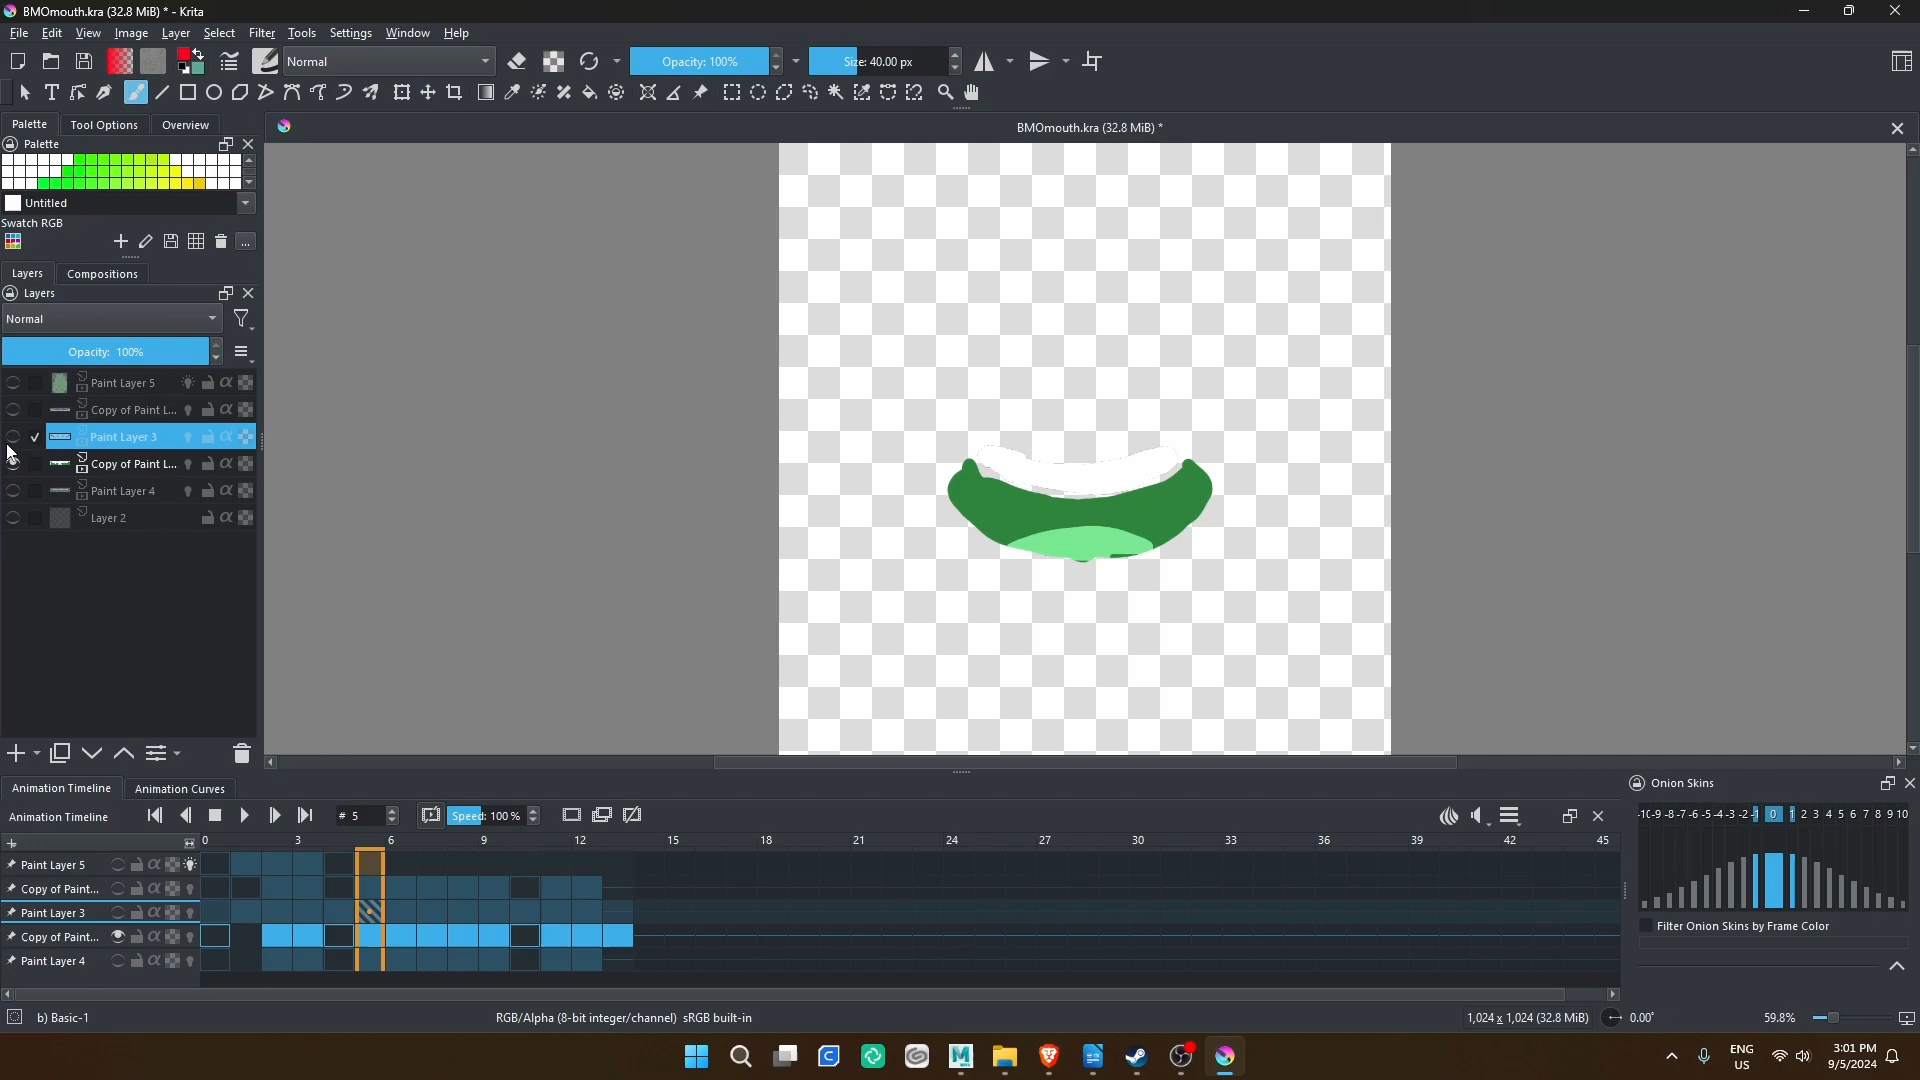 BMOmouth.kra (32.8 MiB) * - Krita
File Edit View Image Layer Select Filter Tools Settings Window Help
Normal
Opacity: 100%
Size: 40.00 px
Palette Tool Options Overview
Palette
BMOmouth.kra (32.8 MiB) *
Untitled
Swatch RGB
...
Layers Compositions
Layers
Normal
Opacity: 100%
Paint Layer 5
Copy of Paint L...
Paint Layer 3
Copy of Paint L...
Paint Layer 4
Layer 2
Animation Timeline Animation Curves
Onion Skins
Animation Timeline
# 5
Speed: 100 %
-10-9-8-7-6-5-4-3-2-1 0 1 2 3 4 5 6 7 8 9 10
0 3 6 9 12 15 18 21 24 27 30 33 36 39 42 45
Paint Layer 5
Copy of Paint...
Paint Layer 3
Copy of Paint...
Paint Layer 4
Filter Onion Skins by Frame Color
b) Basic-1
RGB/Alpha (8-bit integer/channel) sRGB built-in
1,024 x 1,024 (32.8 MiB)
0.00°
59.8%
ENG
US
3:01 PM
9/5/2024